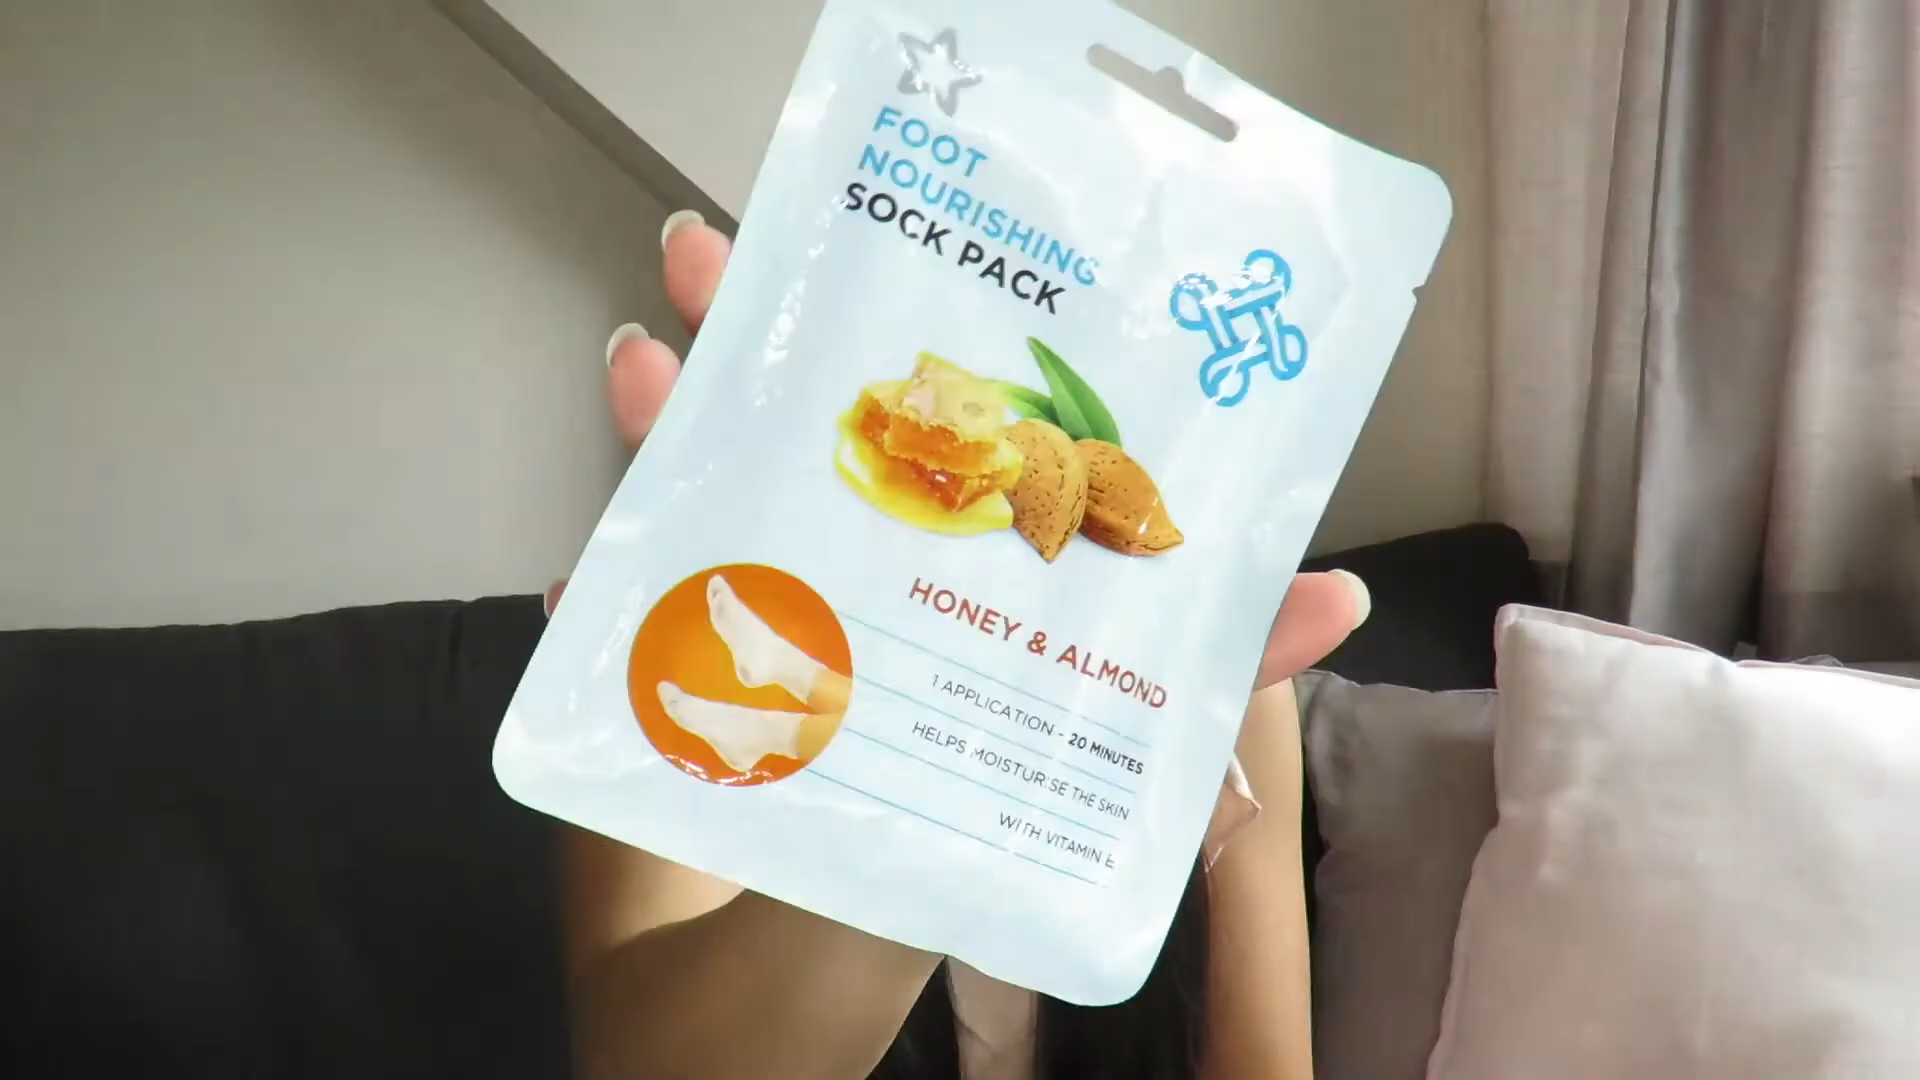 FOOT
NOURISHING
SOCK PACK
HONEY & ALMOND
1 APPLICATION - 20 MINUTES
HELPS MOISTURISE THE SKIN
WITH VITAMIN E